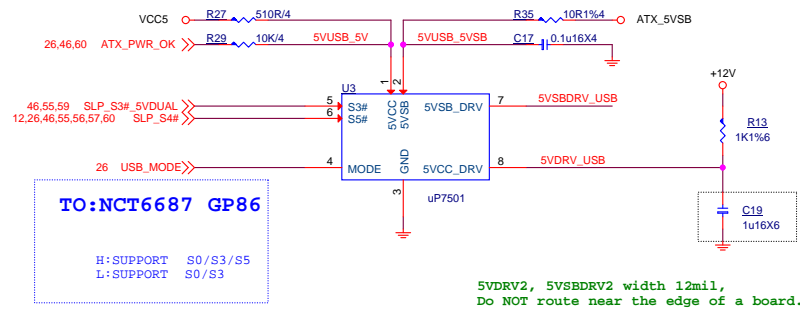 VCC5 R27 510R/4 R35 10R1%4 ATX_5VSB
26,46,60 ATX_PWR_OK R29 10K/4 5VUSB_5V 5VUSB_5VSB C17 0.1u16X4
+12V
1 2
U3
46,55,59 SLP_S3#_5VDUAL 5 S3# 5VCC 5VSB 5VSB_DRV 7 5VSBDRV_USB
12,26,46,55,56,57,60 SLP_S4# 6 S5#
R13
1K1%6
26 USB_MODE 4 MODE GND 5VCC_DRV 8 5VDRV_USB
3 uP7501
TO:NCT6687 GP86
C19
1u16X6
H:SUPPORT S0/S3/S5
L:SUPPORT S0/S3
5VDRV2, 5VSBDRV2 width 12mil,
Do NOT route near the edge of a board.